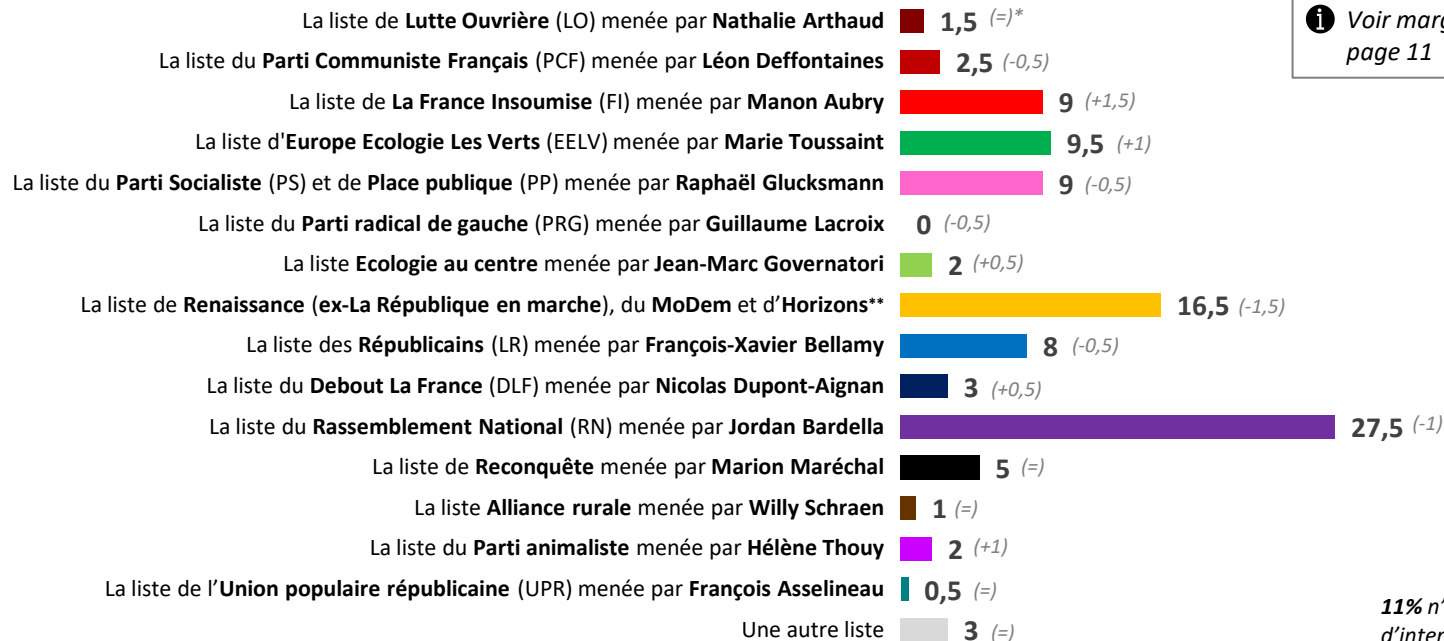 La liste de Lutte Ouvrière (LO) menée par Nathalie Arthaud 1,5 (=)*
Voir marg
page 11
La liste du Parti Communiste Français (PCF) menée par Léon Deffontaines 2,5 (-0,5)
La liste de La France Insoumise (FI) menée par Manon Aubry 9 (+1,5)
La liste d'Europe Ecologie Les Verts (EELV) menée par Marie Toussaint 9,5 (+1)
La liste du Parti Socialiste (PS) et de Place publique (PP) menée par Raphaël Glucksmann 9 (-0,5)
La liste du Parti radical de gauche (PRG) menée par Guillaume Lacroix 0 (-0,5)
La liste Ecologie au centre menée par Jean-Marc Governatori 2 (+0,5)
La liste de Renaissance (ex-La République en marche), du MoDem et d’Horizons** 16,5 (-1,5)
La liste des Républicains (LR) menée par François-Xavier Bellamy 8 (-0,5)
La liste du Debout La France (DLF) menée par Nicolas Dupont-Aignan 3 (+0,5)
La liste du Rassemblement National (RN) menée par Jordan Bardella 27,5 (-1)
La liste de Reconquête menée par Marion Maréchal 5 (=)
La liste Alliance rurale menée par Willy Schraen 1 (=)
La liste du Parti animaliste menée par Hélène Thouy 2 (+1)
La liste de l’Union populaire républicaine (UPR) menée par François Asselineau 0,5 (=)
Une autre liste 3 (=)
11% n’
d’inter